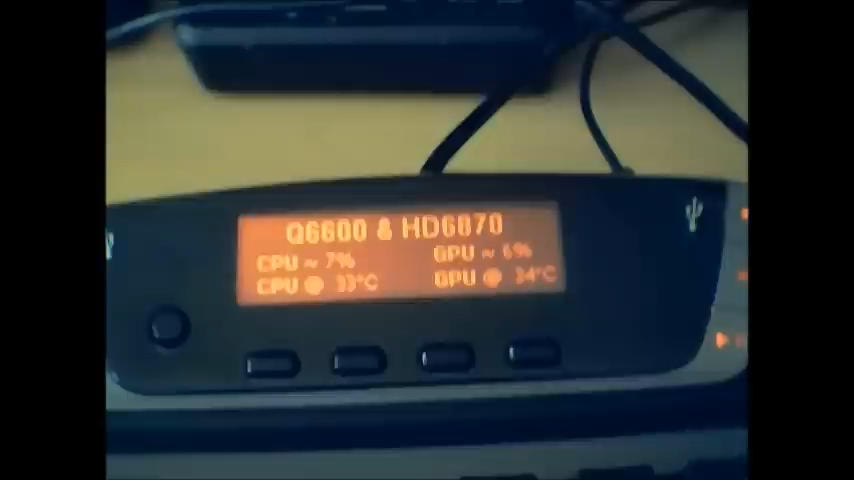 Q6600 & HD6870
CPU ~ 7% GPU ~ 6%
CPU @ 33°C GPU @ 34°C